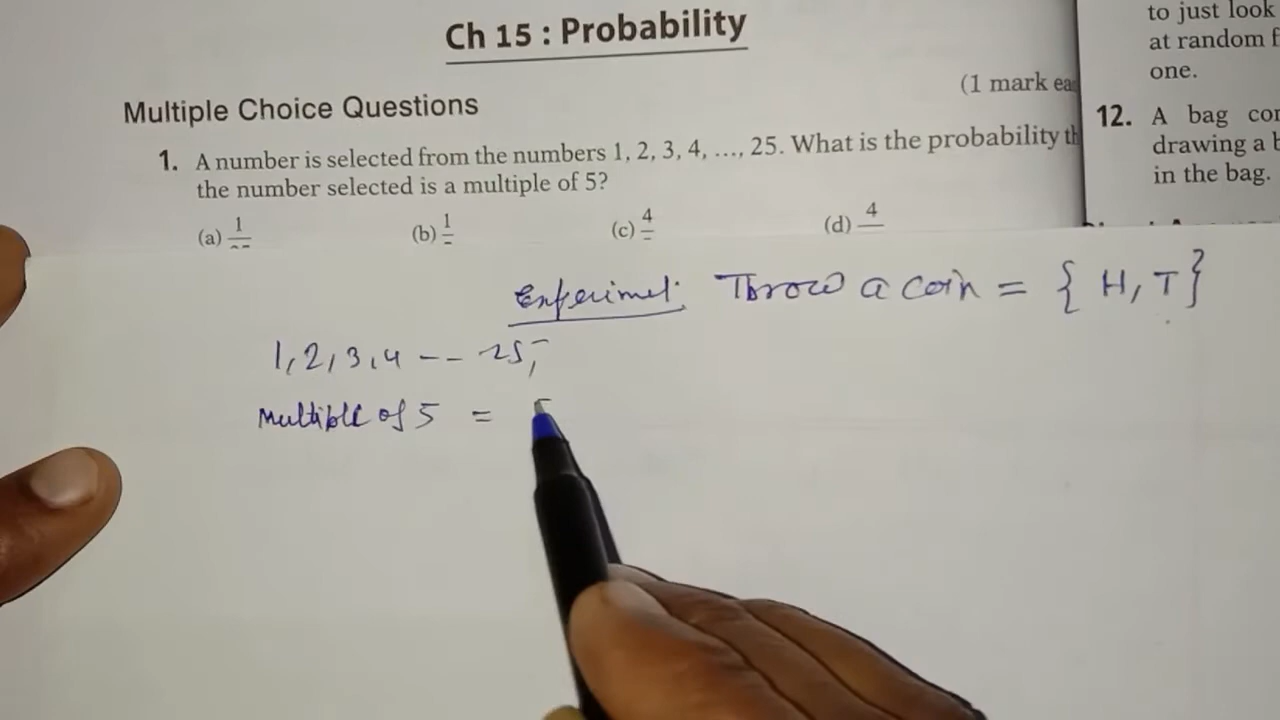 Ch 15 : Probability
Multiple Choice Questions
(1 mark ea
1. A number is selected from the numbers 1, 2, 3, 4, ..., 25. What is the probability th
the number selected is a multiple of 5?
(a) 1 (b) 1 (c) 4 (d) 4
to just look
at random f
one.
12. A bag con
drawing a b
in the bag.
Experimet: Throw a coin = { H, T }
1, 2, 3, 4 -- 25,
Multiple of 5 =